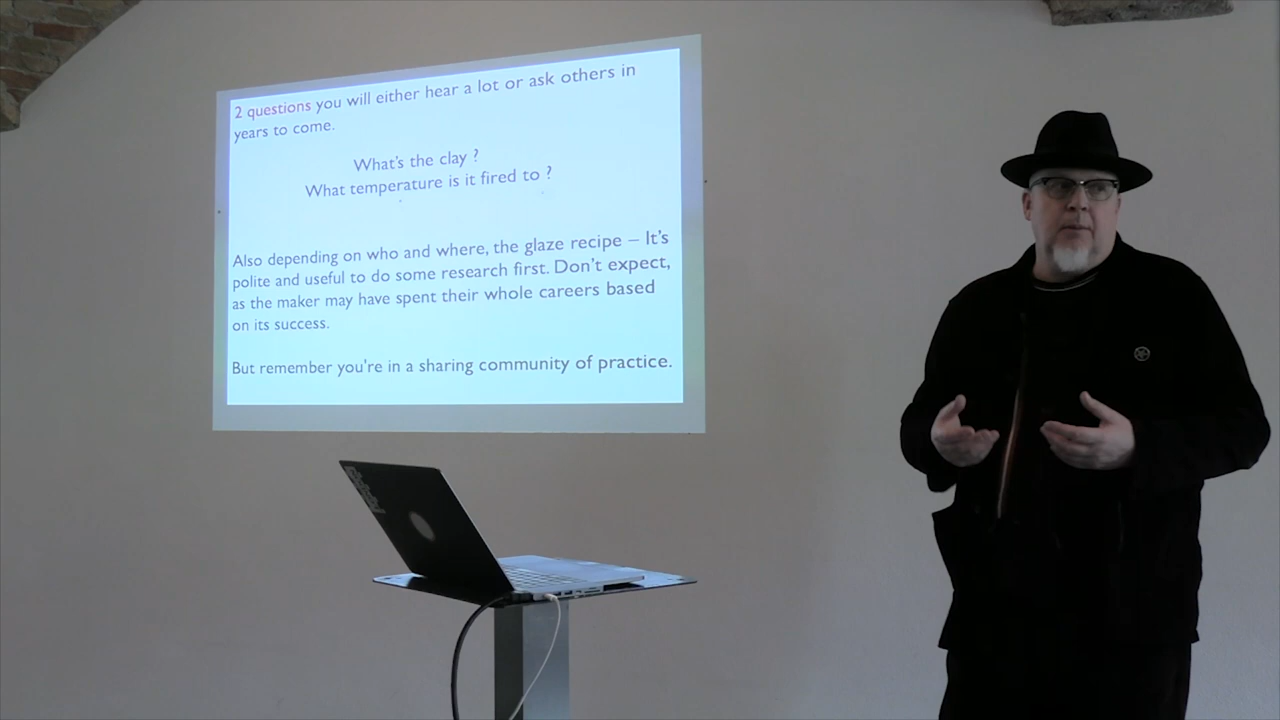 2 questions you will either hear a lot or ask others in
years to come.
What's the clay ?
What temperature is it fired to ?
Also depending on who and where, the glaze recipe – It's
polite and useful to do some research first. Don't expect,
as the maker may have spent their whole careers based
on its success.
But remember you're in a sharing community of practice.